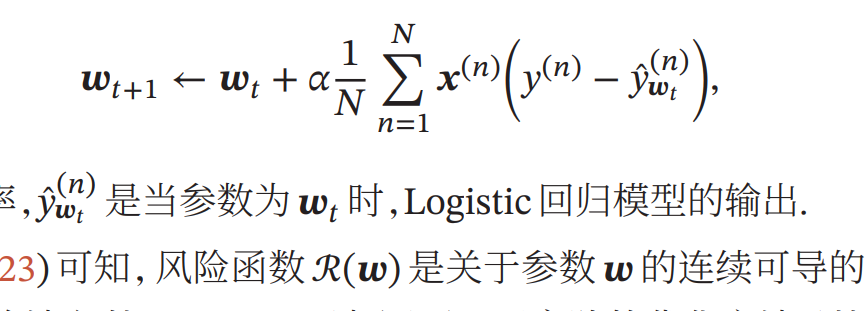 w_{t+1} ← w_t + α \frac{1}{N} \sum_{n=1}^{N} x^{(n)} ( y^{(n)} − ŷ_{w_t}^{(n)} ),
率, ŷ_{w_t}^{(n)} 是当参数为 w_t 时, Logistic 回归模型的输出.
23) 可知, 风险函数 ℛ(w) 是关于参数 w 的连续可导的